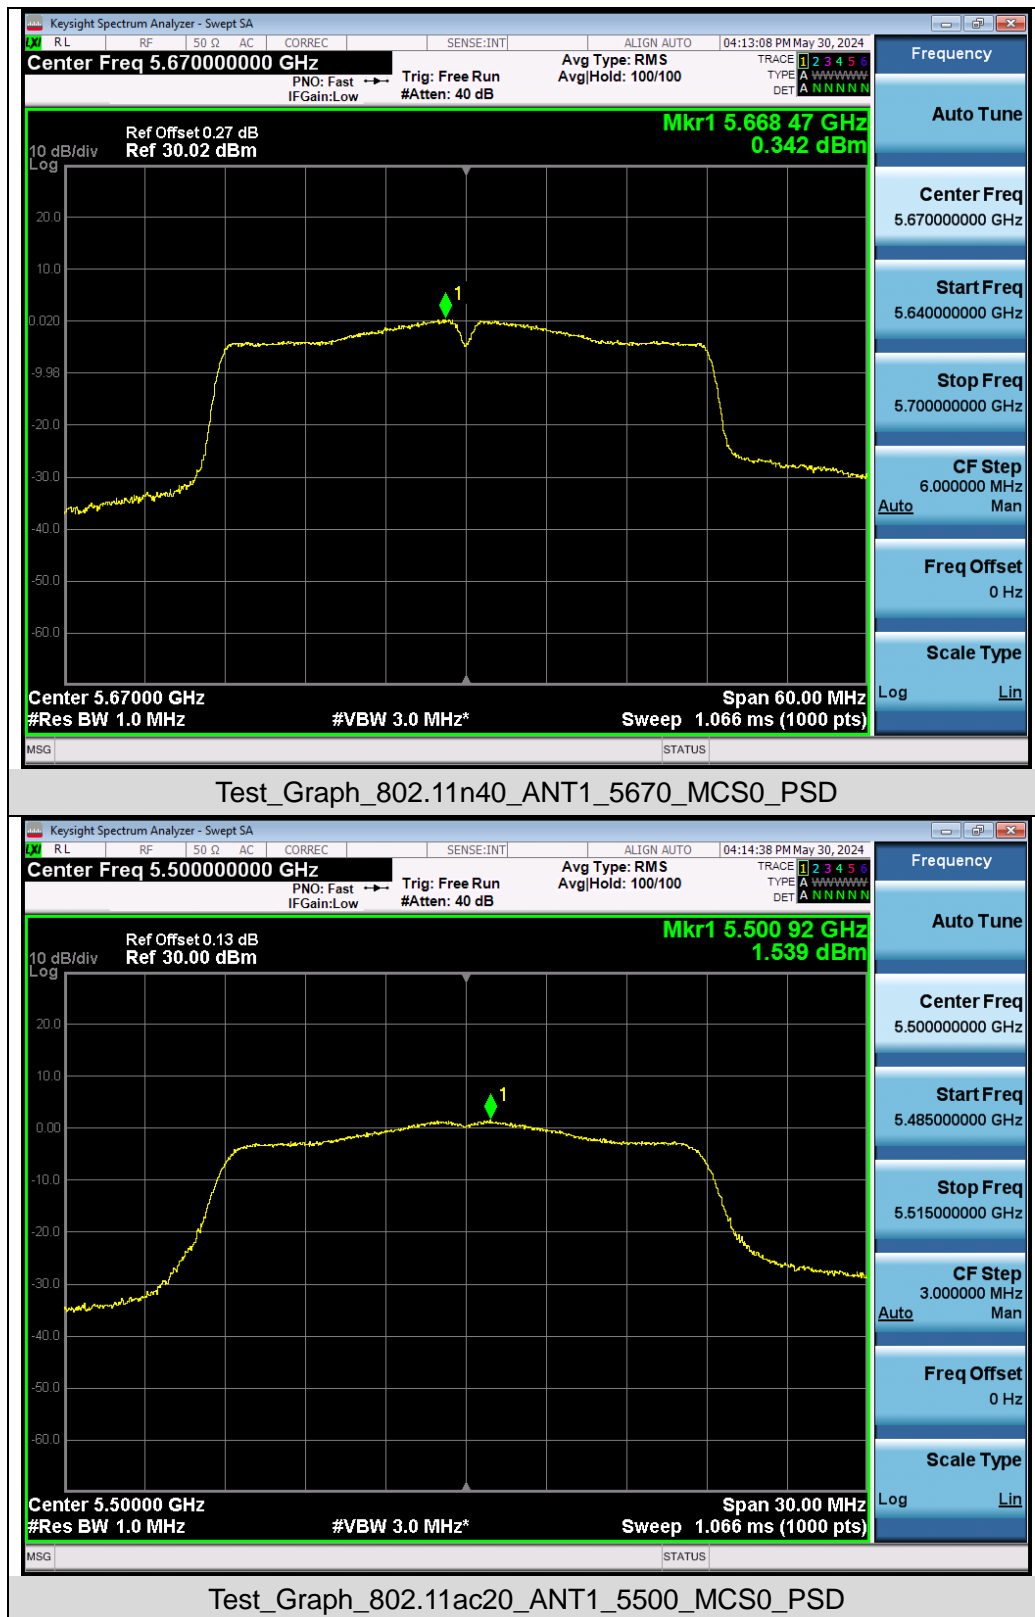 Keysight Spectrum Analyzer - Swept SA
LXI RL RF 50 Ω AC CORREC SENSE:INT ALIGN AUTO 04:13:08 PM May 30, 2024
Center Freq 5.670000000 GHz
PNO: Fast
IFGain:Low
Trig: Free Run
#Atten: 40 dB
Avg Type: RMS
Avg|Hold: 100/100
TRACE 1 2 3 4 5 6
TYPE A WWWWW
DET A N N N N N
Ref Offset 0.27 dB
Ref 30.02 dBm
10 dB/div
Log
Mkr1 5.668 47 GHz
0.342 dBm
1
20.0
10.0
0.020
-9.98
-20.0
-30.0
-40.0
-50.0
-60.0
Center 5.67000 GHz
Span 60.00 MHz
#Res BW 1.0 MHz
#VBW 3.0 MHz*
Sweep 1.066 ms (1000 pts)
MSG
STATUS
Frequency
Auto Tune
Center Freq
5.670000000 GHz
Start Freq
5.640000000 GHz
Stop Freq
5.700000000 GHz
CF Step
6.000000 MHz
Auto Man
Freq Offset
0 Hz
Scale Type
Log Lin
Test_Graph_802.11n40_ANT1_5670_MCS0_PSD
Keysight Spectrum Analyzer - Swept SA
LXI RL RF 50 Ω AC CORREC SENSE:INT ALIGN AUTO 04:14:38 PM May 30, 2024
Center Freq 5.500000000 GHz
PNO: Fast
IFGain:Low
Trig: Free Run
#Atten: 40 dB
Avg Type: RMS
Avg|Hold: 100/100
TRACE 1 2 3 4 5 6
TYPE A WWWWW
DET A N N N N N
Ref Offset 0.13 dB
Ref 30.00 dBm
10 dB/div
Log
Mkr1 5.500 92 GHz
1.539 dBm
1
20.0
10.0
0.00
-10.0
-20.0
-30.0
-40.0
-50.0
-60.0
Center 5.50000 GHz
Span 30.00 MHz
#Res BW 1.0 MHz
#VBW 3.0 MHz*
Sweep 1.066 ms (1000 pts)
MSG
STATUS
Frequency
Auto Tune
Center Freq
5.500000000 GHz
Start Freq
5.485000000 GHz
Stop Freq
5.515000000 GHz
CF Step
3.000000 MHz
Auto Man
Freq Offset
0 Hz
Scale Type
Log Lin
Test_Graph_802.11ac20_ANT1_5500_MCS0_PSD